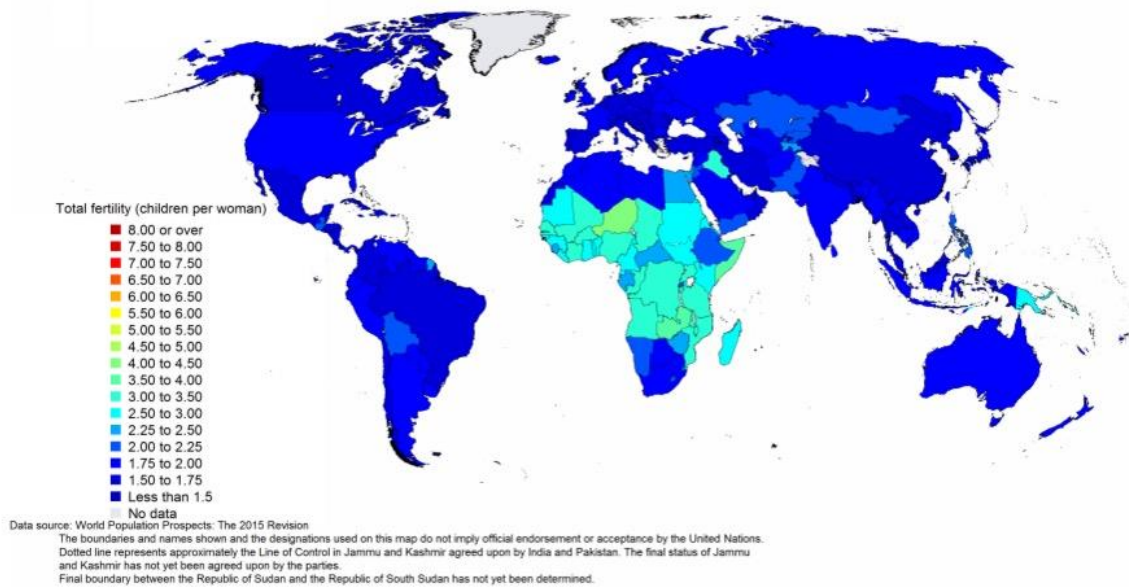 Total fertility (children per woman)
8.00 or over
7.50 to 8.00
7.00 to 7.50
6.50 to 7.00
6.00 to 6.50
5.50 to 6.00
5.00 to 5.50
4.50 to 5.00
4.00 to 4.50
3.50 to 4.00
3.00 to 3.50
2.50 to 3.00
2.25 to 2.50
2.00 to 2.25
1.75 to 2.00
1.50 to 1.75
Less than 1.5
No data
Data source: World Population Prospects: The 2015 Revision
The boundaries and names shown and the designations used on this map do not imply official endorsement or acceptance by the United Nations.
Dotted line represents approximately the Line of Control in Jammu and Kashmir agreed upon by India and Pakistan. The final status of Jammu
and Kashmir has not yet been agreed upon by the parties.
Final boundary between the Republic of Sudan and the Republic of South Sudan has not yet been determined.